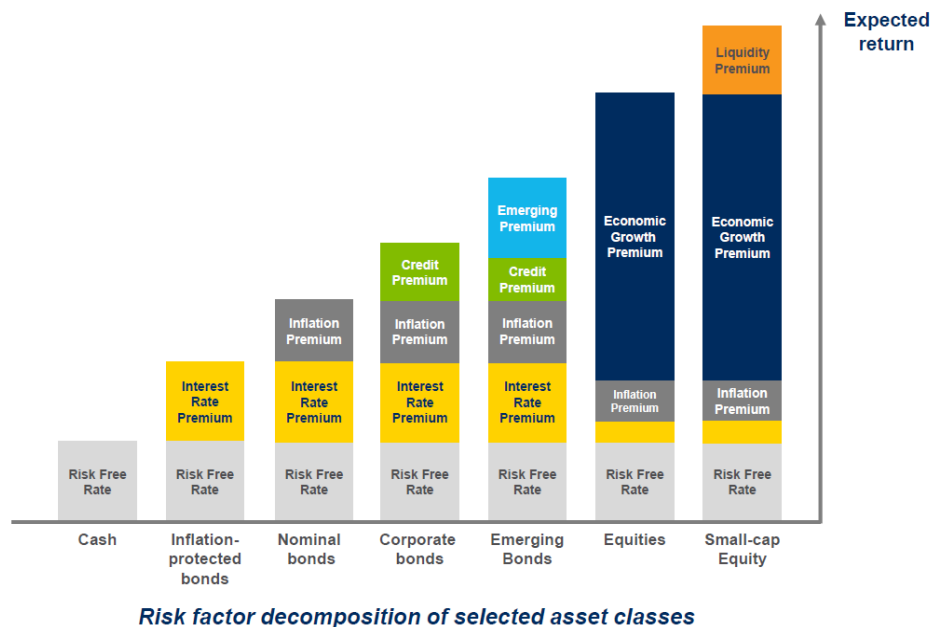 Expected
return
Liquidity
Premium
Economic
Growth
Premium
Economic
Growth
Premium
Emerging
Premium
Credit
Premium
Credit
Premium
Inflation
Premium
Inflation
Premium
Inflation
Premium
Inflation
Premium
Inflation
Premium
Interest
Rate
Premium
Interest
Rate
Premium
Interest
Rate
Premium
Interest
Rate
Premium
Risk Free
Rate
Risk Free
Rate
Risk Free
Rate
Risk Free
Rate
Risk Free
Rate
Risk Free
Rate
Risk Free
Rate
Cash
Inflation-
protected
bonds
Nominal
bonds
Corporate
bonds
Emerging
Bonds
Equities
Small-cap
Equity
Risk factor decomposition of selected asset classes